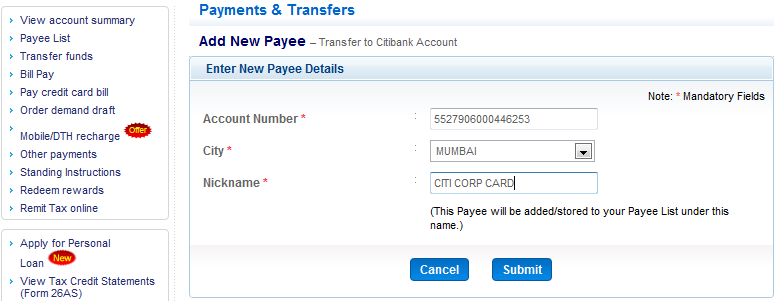 View account summary
Payee List
Transfer funds
Bill Pay
Pay credit card bill
Order demand draft
Mobile/DTH recharge Offer
Other payments
Standing Instructions
Redeem rewards
Remit Tax online
Apply for Personal
Loan New
View Tax Credit Statements
(Form 26AS)
Payments & Transfers
Add New Payee – Transfer to Citibank Account
Enter New Payee Details
Note: * Mandatory Fields
Account Number * : 5527906000446253
City * : MUMBAI
Nickname * : CITI CORP CARD
(This Payee will be added/stored to your Payee List under this
name.)
Cancel Submit